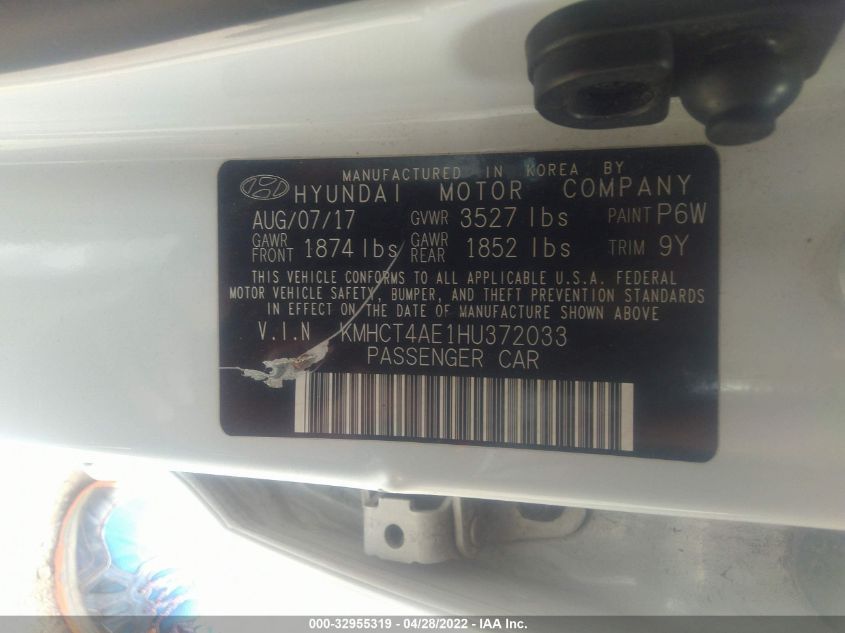 MANUFACTURED IN KOREA BY
HYUNDAI MOTOR COMPANY
AUG/07/17 GVWR 3527 lbs PAINT P6W
GAWR FRONT 1874 lbs GAWR REAR 1852 lbs TRIM 9Y
THIS VEHICLE CONFORMS TO ALL APPLICABLE U.S.A. FEDERAL
MOTOR VEHICLE SAFETY, BUMPER, AND THEFT PREVENTION STANDARDS
IN EFFECT ON THE DATE OF MANUFACTURE SHOWN ABOVE
V.I.N KMHCT4AE1HU372033
PASSENGER CAR
000-32955319 - 04/28/2022 - IAA Inc.